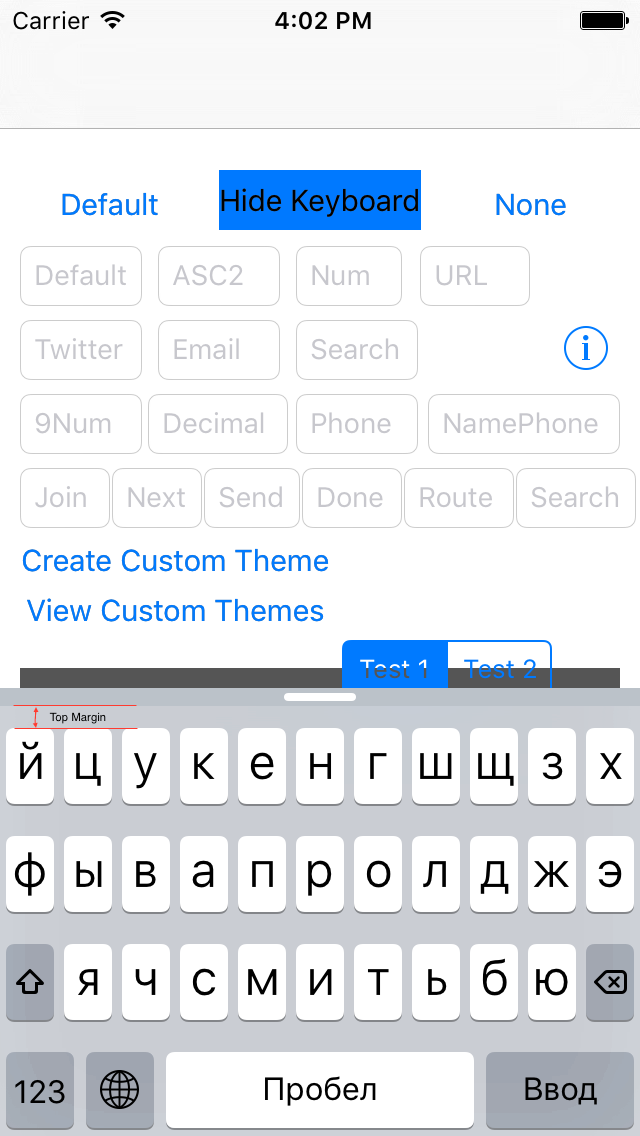 Carrier 4:02 PM
Default Hide Keyboard None
Default ASC2 Num URL
Twitter Email Search
9Num Decimal Phone NamePhone
Join Next Send Done Route Search
Create Custom Theme
View Custom Themes
Test 1 Test 2
Top Margin
й ц у к е н г ш щ з х
ф ы в а п р о л д ж э
я ч с м и т ь б ю
123 Пробел Ввод